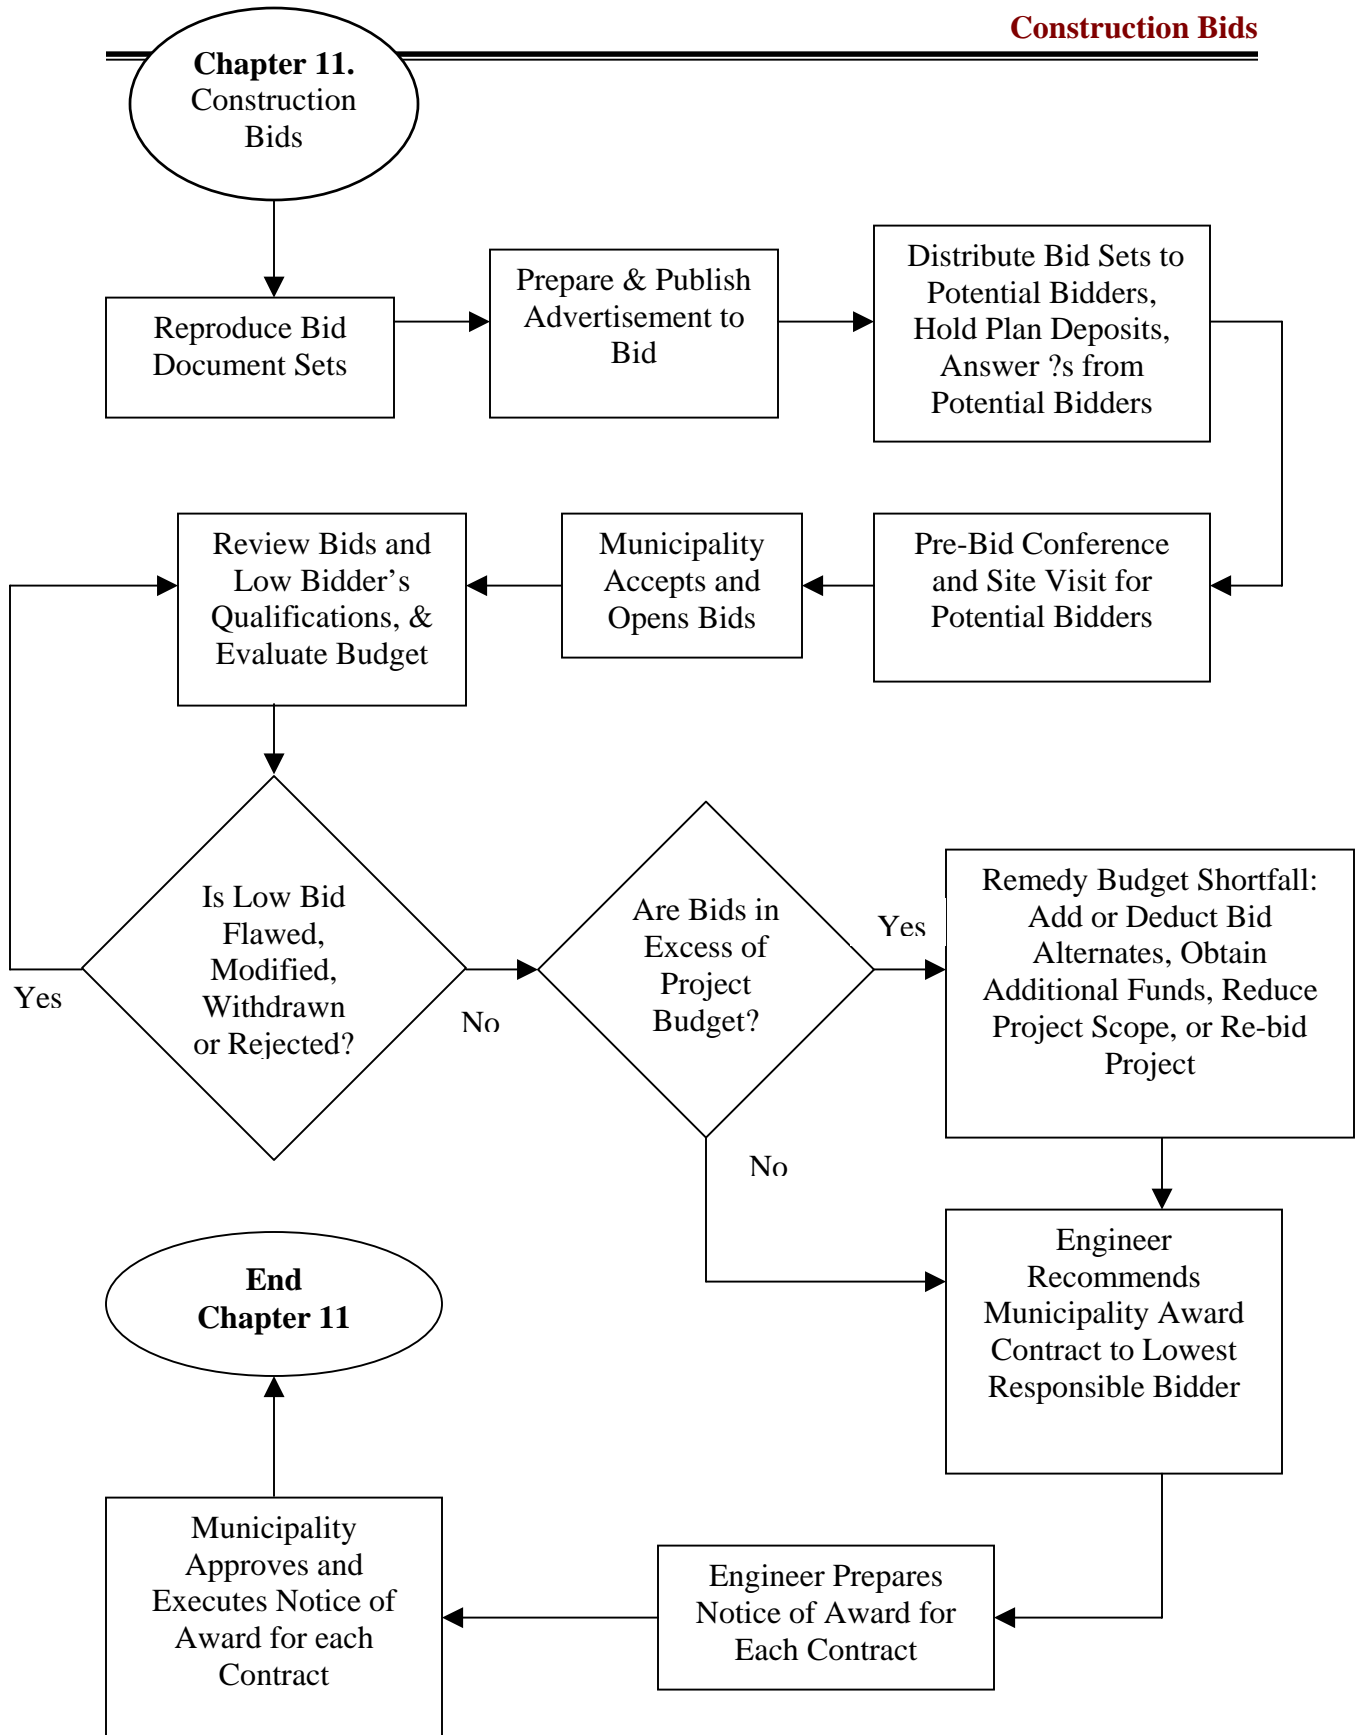 Construction Bids
Chapter 11.
Construction
Bids
Reproduce Bid
Document Sets
Prepare & Publish
Advertisement to
Bid
Distribute Bid Sets to
Potential Bidders,
Hold Plan Deposits,
Answer ?s from
Potential Bidders
Pre-Bid Conference
and Site Visit for
Potential Bidders
Municipality
Accepts and
Opens Bids
Review Bids and
Low Bidder’s
Qualifications, &
Evaluate Budget
Is Low Bid
Flawed,
Modified,
Withdrawn
or Rejected?
Yes
No
Are Bids in
Excess of
Project
Budget?
Yes
No
Remedy Budget Shortfall:
Add or Deduct Bid
Alternates, Obtain
Additional Funds, Reduce
Project Scope, or Re-bid
Project
Engineer
Recommends
Municipality Award
Contract to Lowest
Responsible Bidder
Engineer Prepares
Notice of Award for
Each Contract
Municipality
Approves and
Executes Notice of
Award for each
Contract
End
Chapter 11